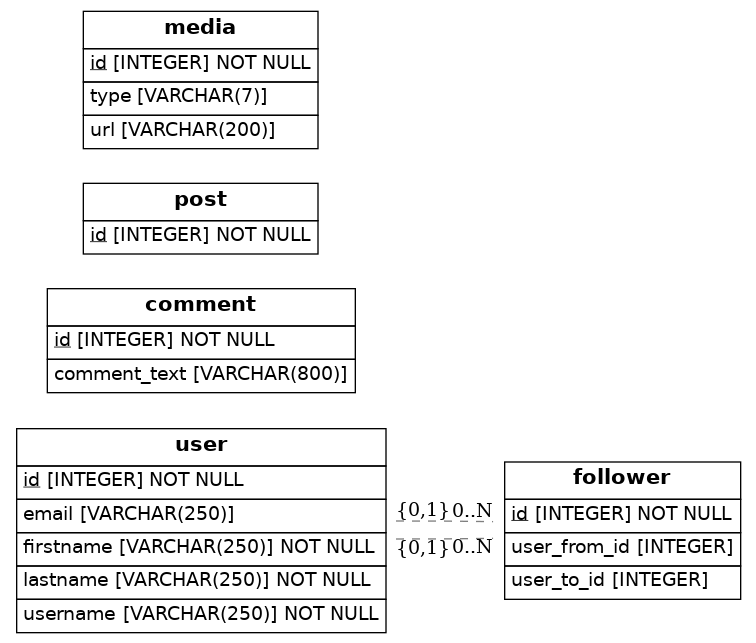 media
id [INTEGER] NOT NULL
type [VARCHAR(7)]
url [VARCHAR(200)]
post
id [INTEGER] NOT NULL
comment
id [INTEGER] NOT NULL
comment_text [VARCHAR(800)]
user
id [INTEGER] NOT NULL
email [VARCHAR(250)]
firstname [VARCHAR(250)] NOT NULL
lastname [VARCHAR(250)] NOT NULL
username [VARCHAR(250)] NOT NULL
{0,1} 0..N
{0,1} 0..N
follower
id [INTEGER] NOT NULL
user_from_id [INTEGER]
user_to_id [INTEGER]